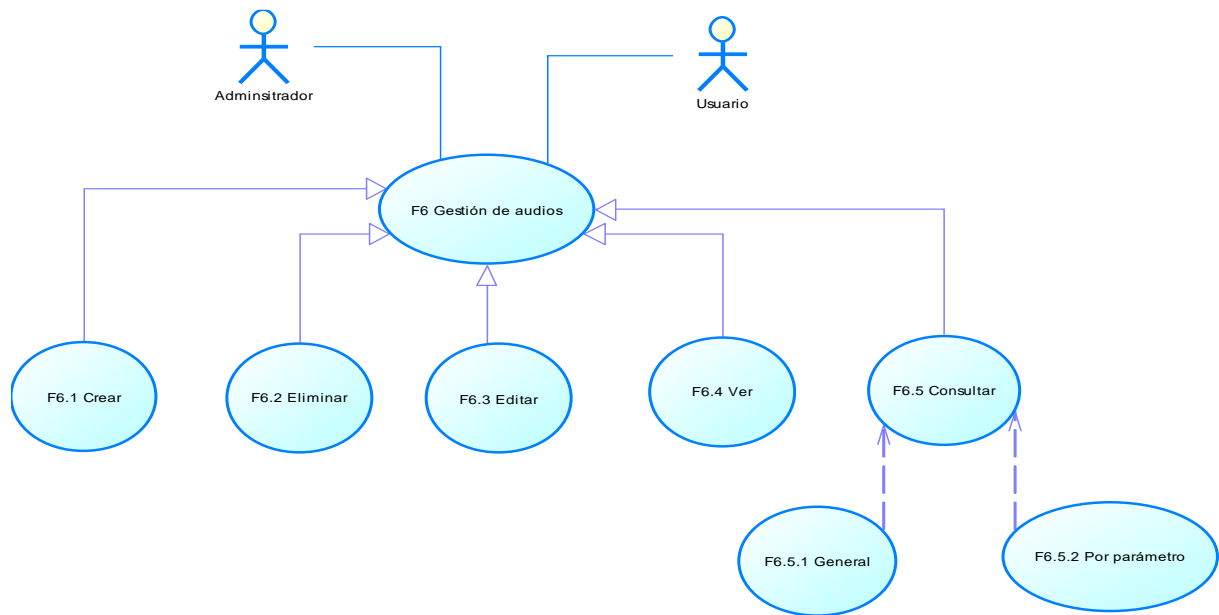 Adminsitrador
Usuario
F6 Gestión de audios
F6.1 Crear
F6.2 Eliminar
F6.3 Editar
F6.4 Ver
F6.5 Consultar
F6.5.1 General
F6.5.2 Por parámetro